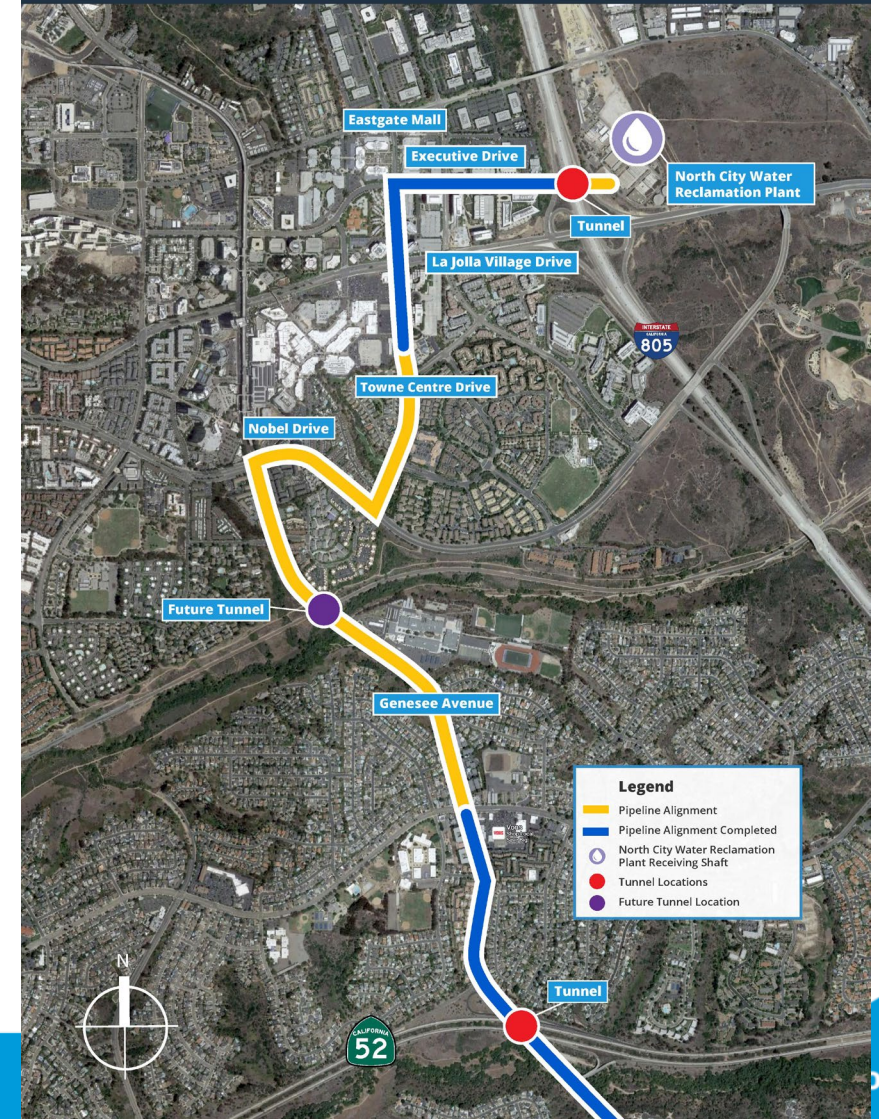 Eastgate Mall
Executive Drive
North City Water
Reclamation Plant
Tunnel
La Jolla Village Drive
INTERSTATE
CALIFORNIA
805
Towne Centre Drive
Nobel Drive
Future Tunnel
Genesee Avenue
Legend
Pipeline Alignment
Pipeline Alignment Completed
North City Water Reclamation
Plant Receiving Shaft
Tunnel Locations
Future Tunnel Location
N
Tunnel
CALIFORNIA
52